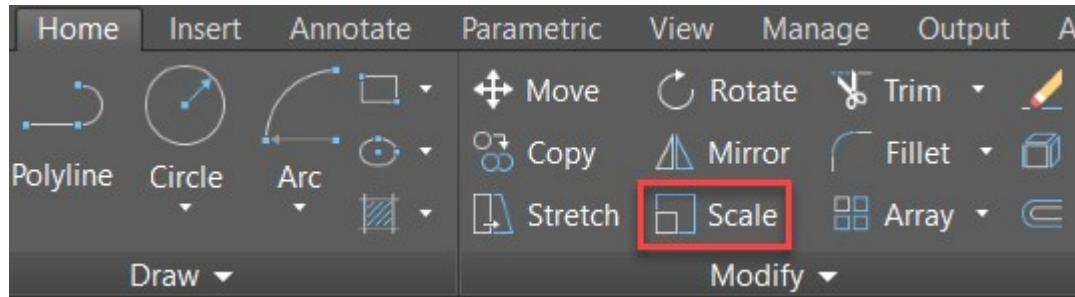 Home Insert Annotate Parametric View Manage Output A
Move Rotate Trim
Copy Mirror Fillet
Polyline Circle Arc
Stretch Scale Array
Draw Modify